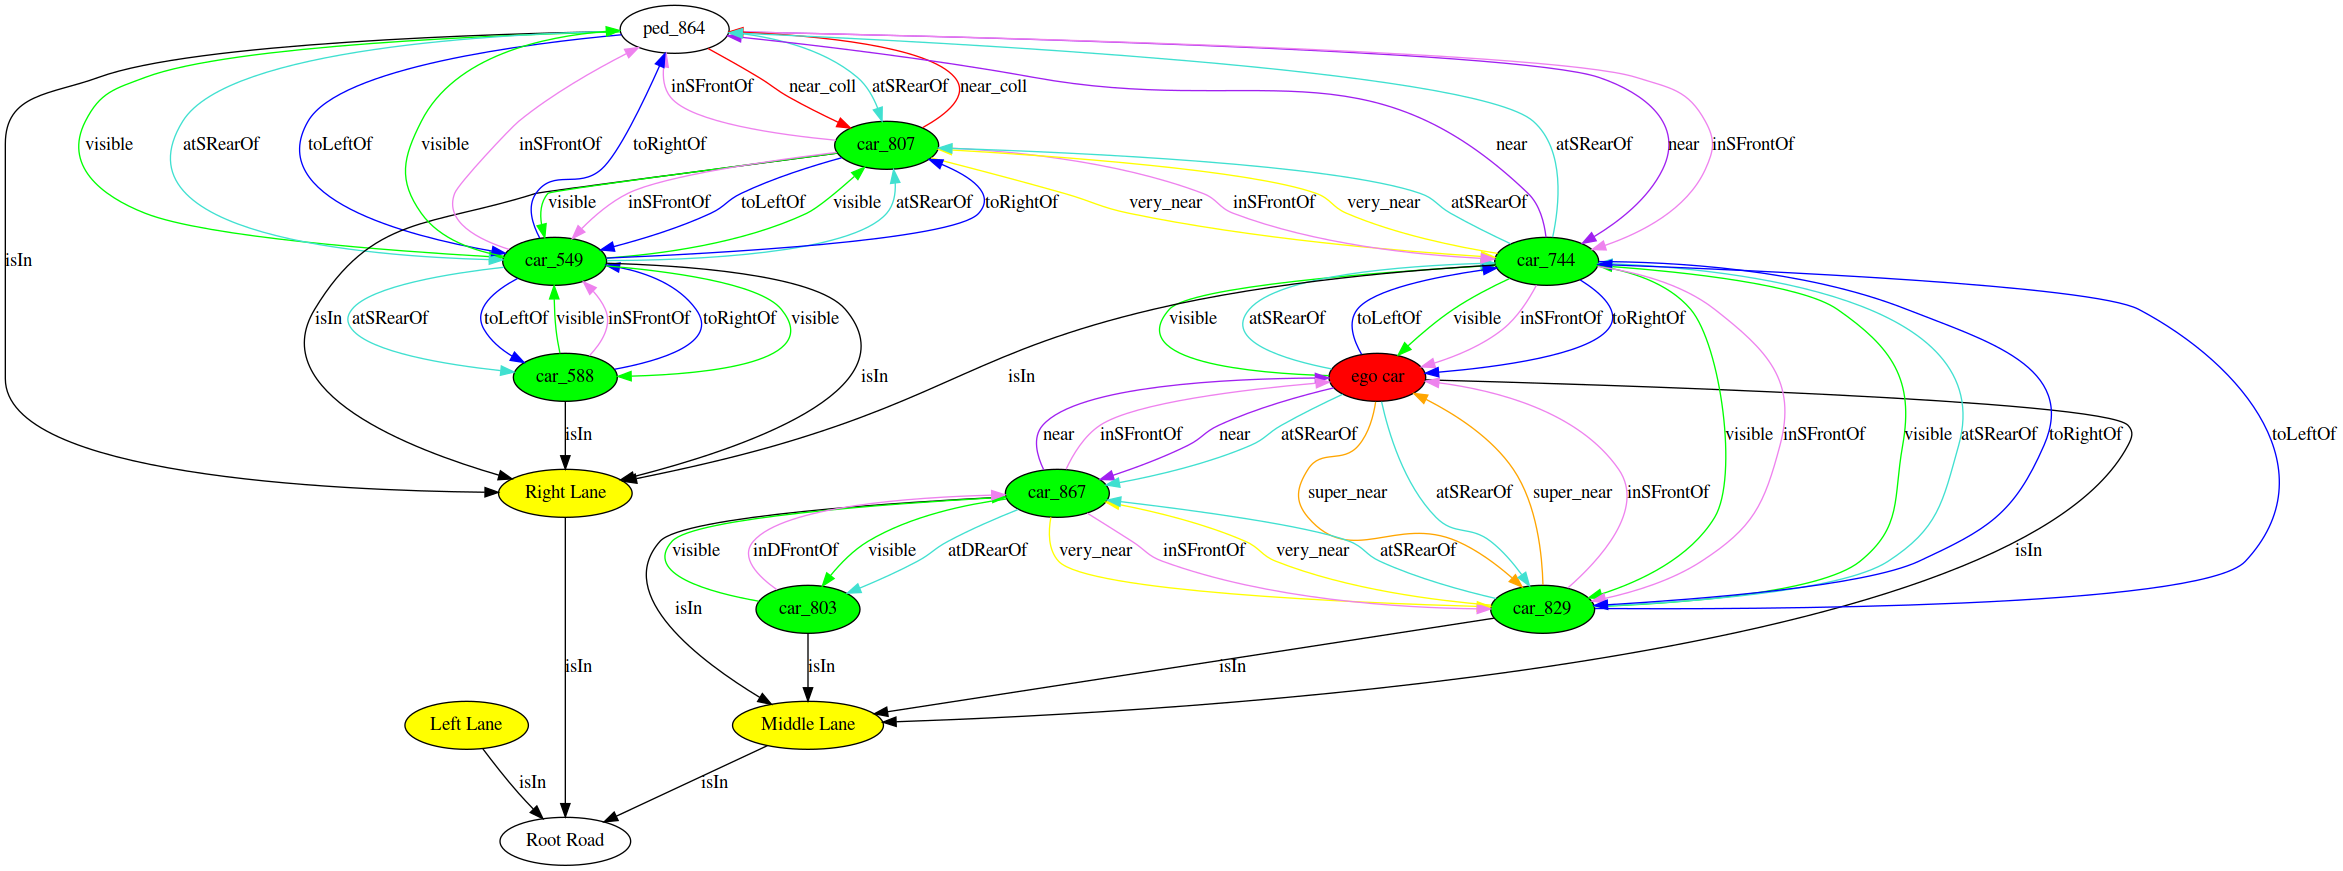 ped_864
inSFrontOf
near_coll
atSRearOf
near_coll
visible
atSRearOf
toLeftOf
visible
inSFrontOf
toRightOf
car_807
near
atSRearOf
near
inSFrontOf
visible
inSFrontOf
toLeftOf
visible
atSRearOf
toRightOf
very_near
inSFrontOf
very_near
atSRearOf
isIn
car_549
car_744
isIn
atSRearOf
toLeftOf
visible
inSFrontOf
toRightOf
visible
visible
atSRearOf
toLeftOf
visible
inSFrontOf
toRightOf
car_588
isIn
isIn
ego car
isIn
near
inSFrontOf
near
atSRearOf
visible
inSFrontOf
visible
atSRearOf
toRightOf
toLeftOf
Right Lane
car_867
super_near
atSRearOf
super_near
inSFrontOf
visible
inDFrontOf
visible
atDRearOf
very_near
inSFrontOf
very_near
atSRearOf
isIn
isIn
car_803
car_829
isIn
isIn
isIn
Left Lane
Middle Lane
isIn
isIn
Root Road